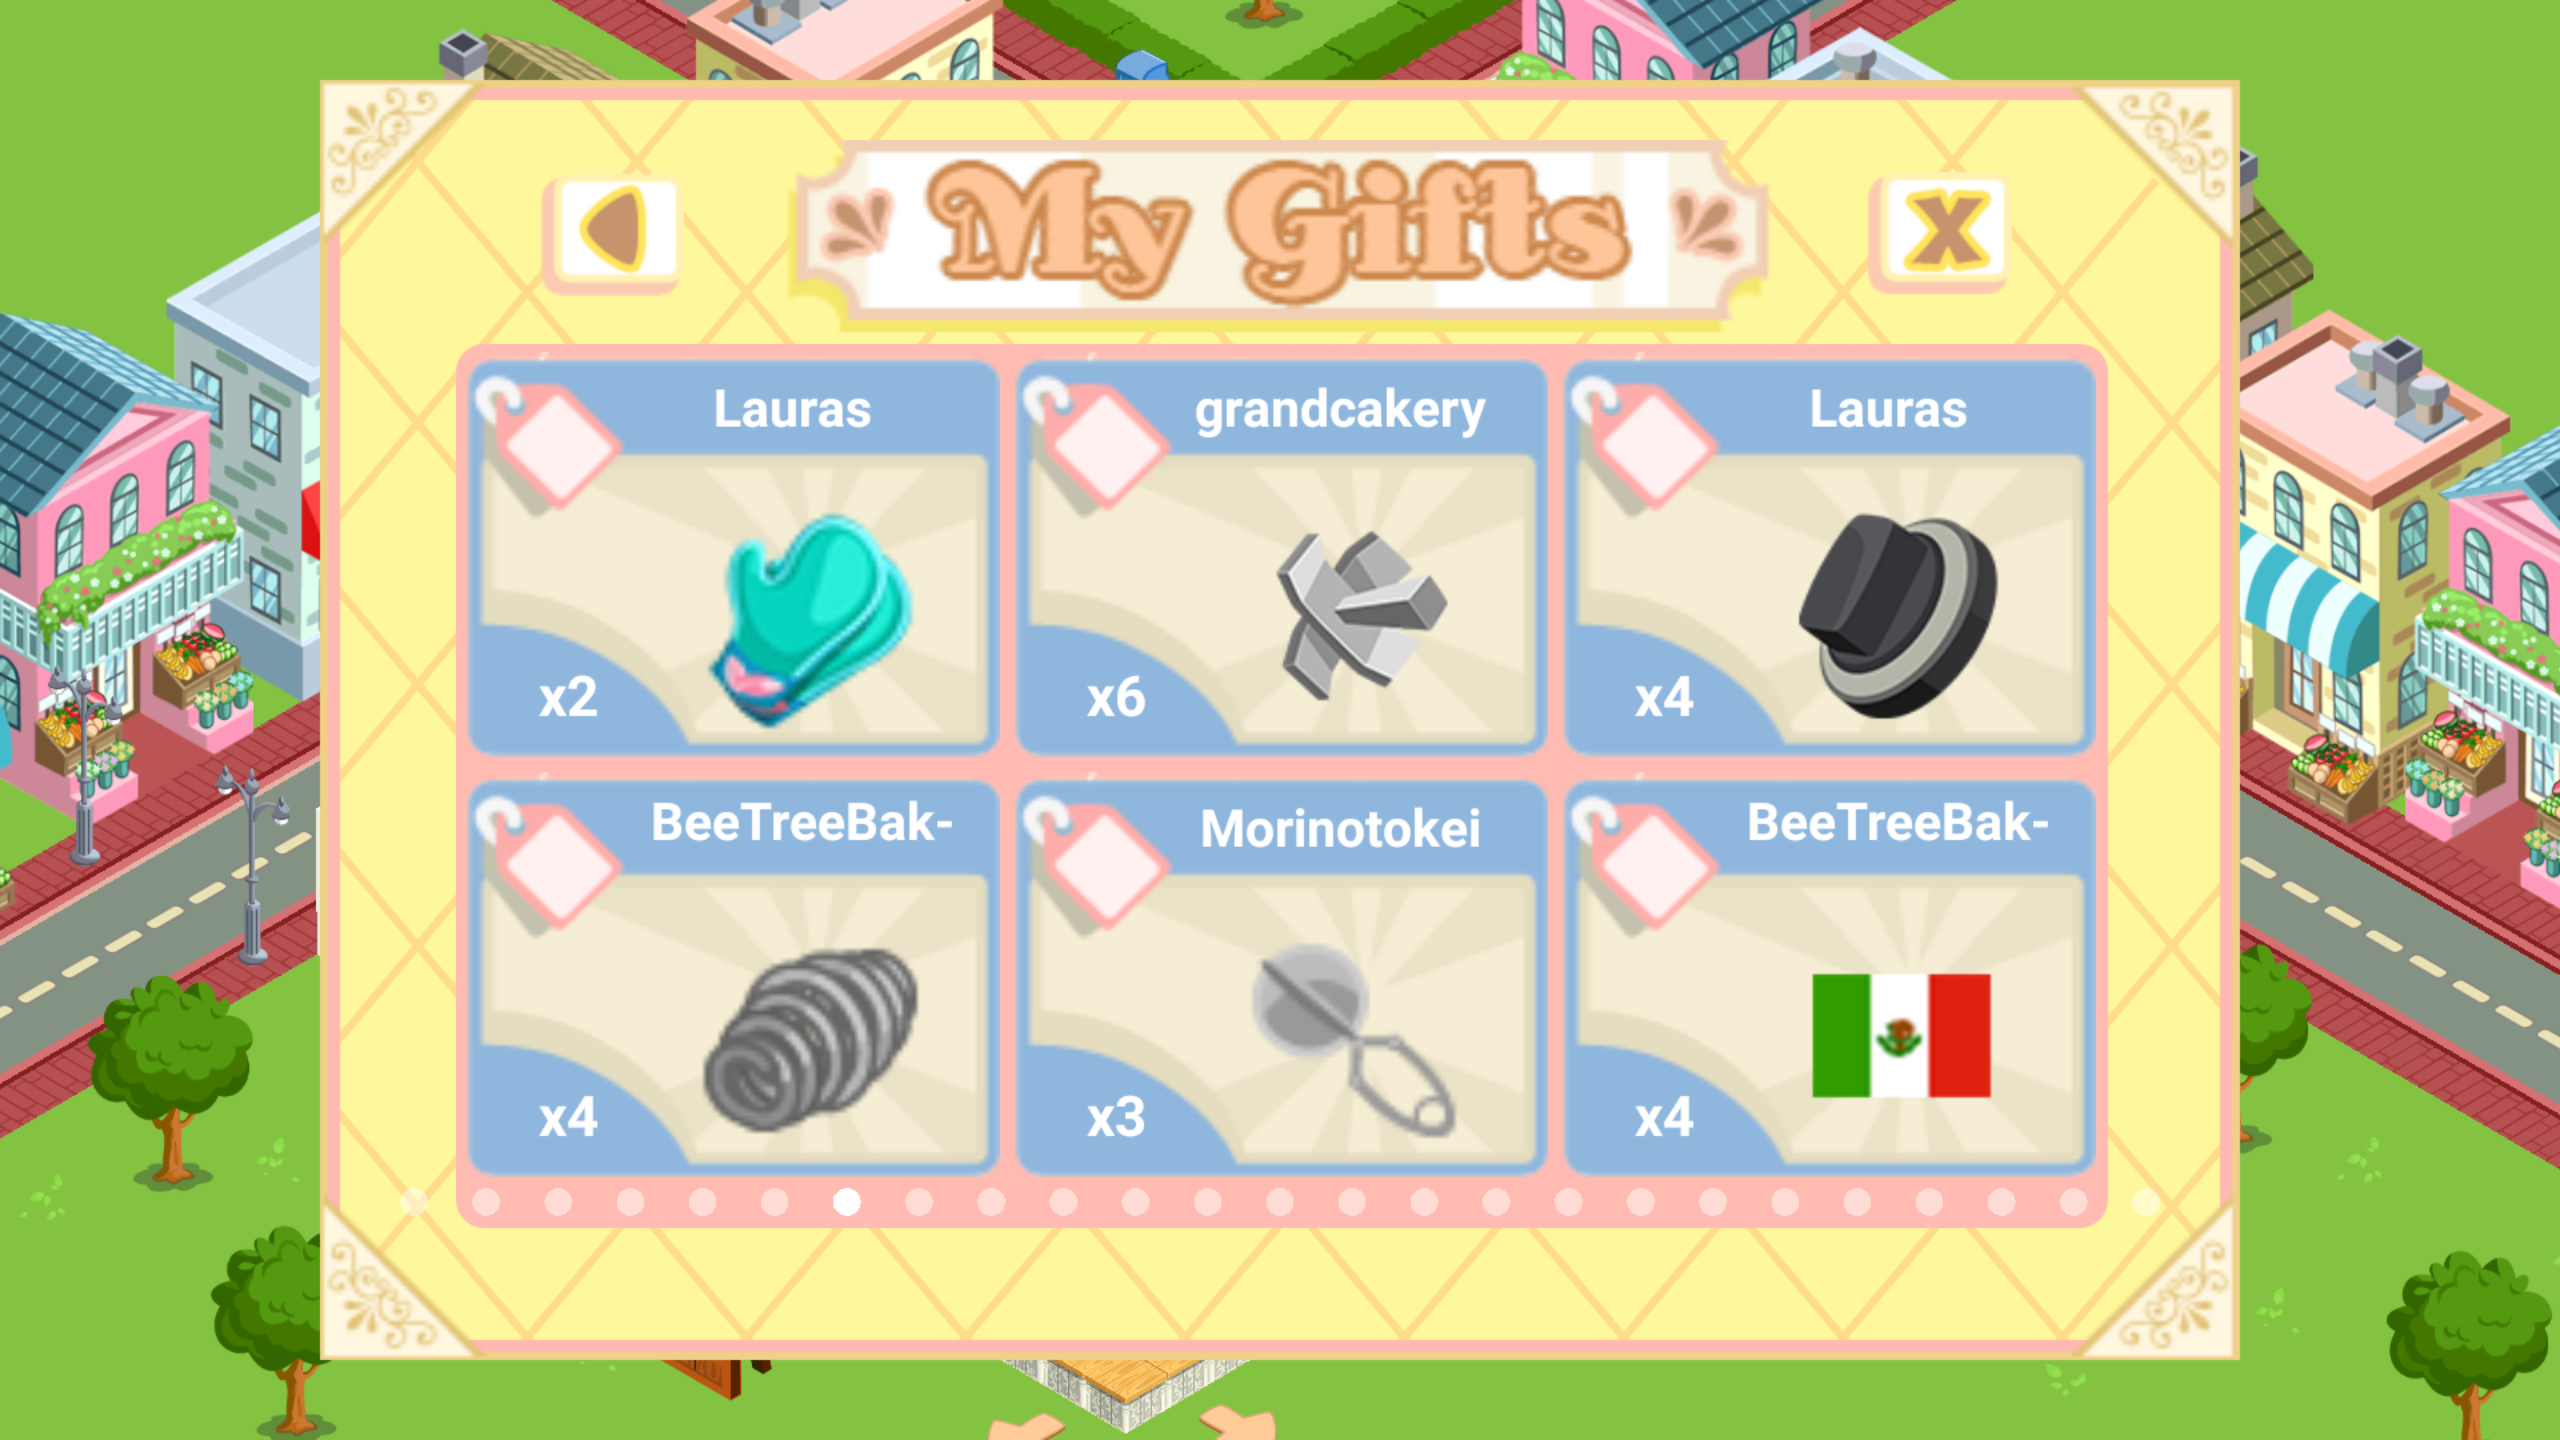 My Gifts
X
Lauras
grandcakery
Lauras
x2
x6
x4
BeeTreeBak-
Morinotokei
BeeTreeBak-
x4
x3
x4